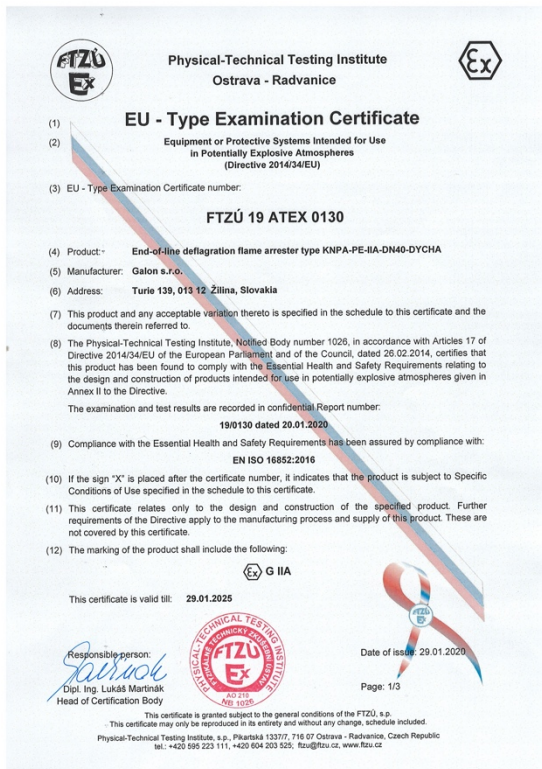 FTZÚ
Ex
Physical-Technical Testing Institute
Ostrava - Radvanice
Ex
(1) EU - Type Examination Certificate
(2) Equipment or Protective Systems Intended for Use
in Potentially Explosive Atmospheres
(Directive 2014/34/EU)
(3) EU - Type Examination Certificate number:
FTZÚ 19 ATEX 0130
(4) Product: End-of-line deflagration flame arrester type KNPA-PE-IIA-DN40-DYCHA
(5) Manufacturer: Galon s.r.o.
(6) Address: Turie 139, 013 12 Žilina, Slovakia
(7) This product and any acceptable variation thereto is specified in the schedule to this certificate and the
documents therein referred to.
(8) The Physical-Technical Testing Institute, Notified Body number 1026, in accordance with Articles 17 of
Directive 2014/34/EU of the European Parliament and of the Council, dated 26.02.2014, certifies that
this product has been found to comply with the Essential Health and Safety Requirements relating to
the design and construction of products intended for use in potentially explosive atmospheres given in
Annex II to the Directive.
The examination and test results are recorded in confidential Report number:
19/0130 dated 20.01.2020
(9) Compliance with the Essential Health and Safety Requirements has been assured by compliance with:
EN ISO 16852:2016
(10) If the sign "X" is placed after the certificate number, it indicates that the product is subject to Specific
Conditions of Use specified in the schedule to this certificate.
(11) This certificate relates only to the design and construction of the specified product. Further
requirements of the Directive apply to the manufacturing process and supply of this product. These are
not covered by this certificate.
(12) The marking of the product shall include the following:
Ex G IIA
This certificate is valid till: 29.01.2025
Responsible person:
Dipl. Ing. Lukáš Martinák
Head of Certification Body
PHYSICAL-TECHNICAL TESTING INSTITUTE
FYZIKÁLNĚ TECHNICKÝ ZKUŠEBNÍ ÚSTAV
FTZÚ
Ex
AO 210
NB 1026
FTZÚ
Ex
Date of issue: 29.01.2020
Page: 1/3
This certificate is granted subject to the general conditions of the FTZÚ, s.p.
This certificate may only be reproduced in its entirety and without any change, schedule included.
Physical-Technical Testing Institute, s.p., Pikartská 1337/7, 716 07 Ostrava - Radvanice, Czech Republic
tel.: +420 595 223 111, +420 604 203 525; ftzu@ftzu.cz, www.ftzu.cz